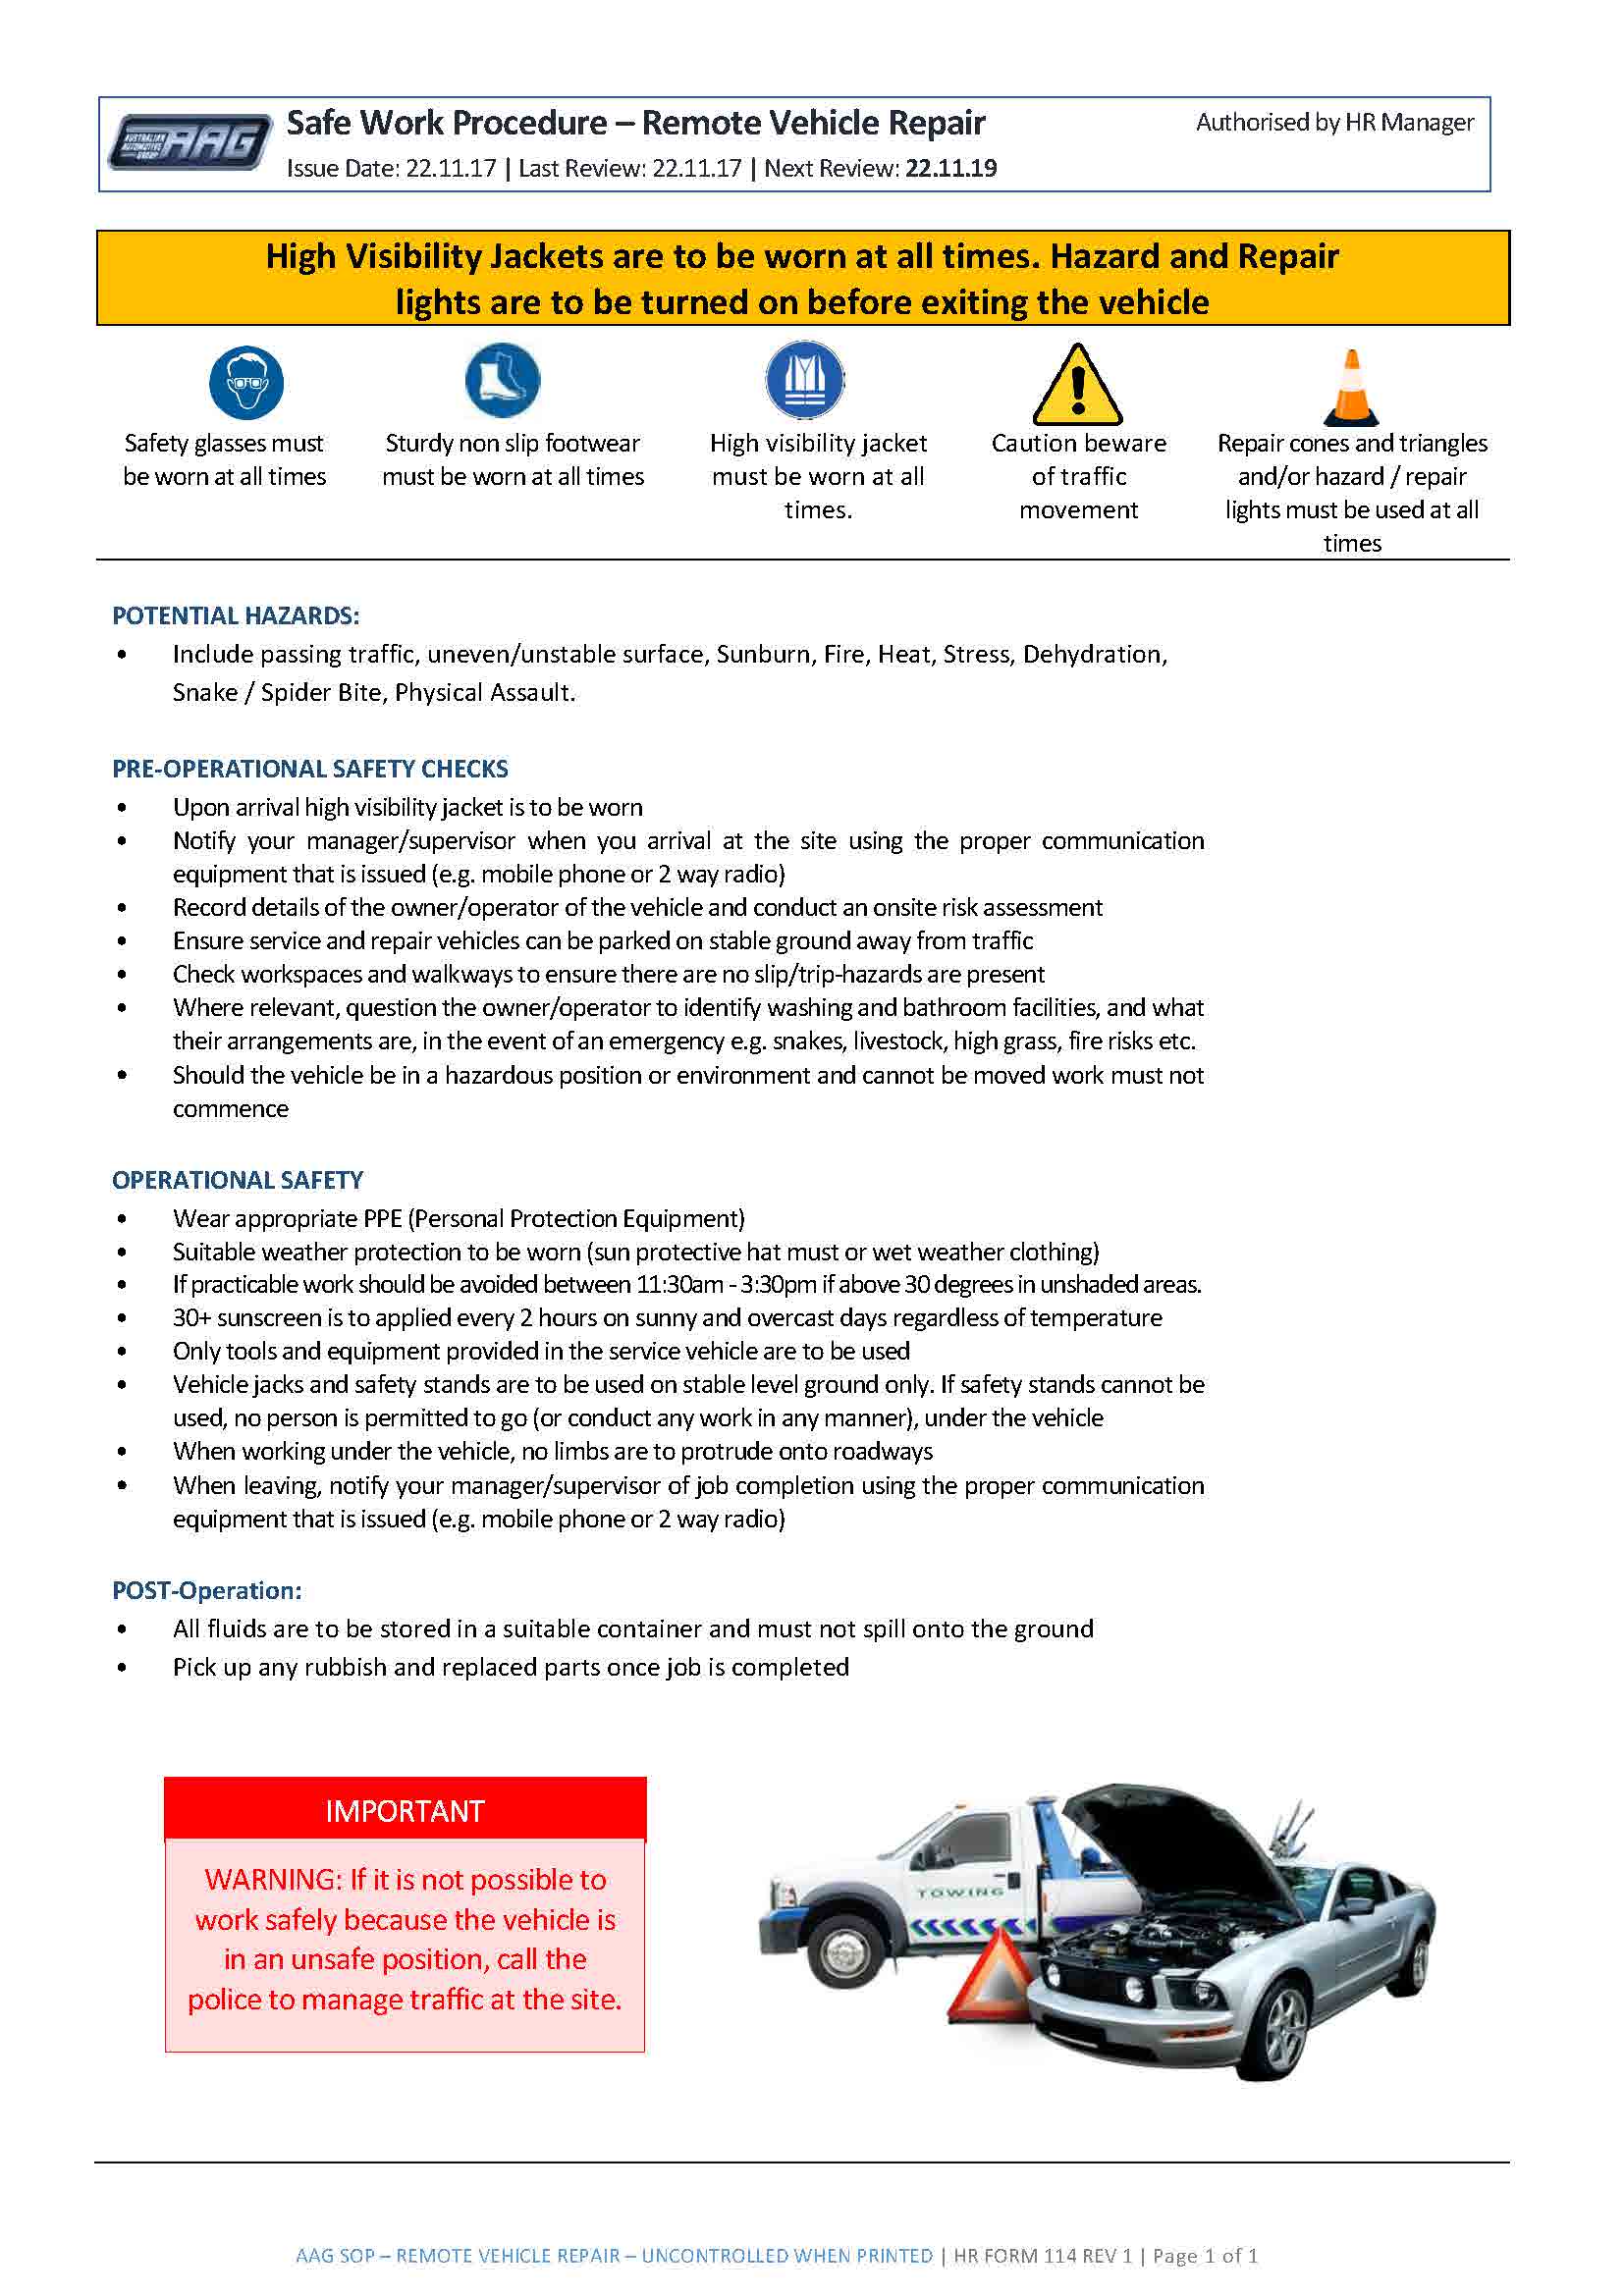 AUSTRALIAN
AUTOMOTIVE
GROUP
AAG
Safe Work Procedure – Remote Vehicle Repair
Authorised by HR Manager
Issue Date: 22.11.17 | Last Review: 22.11.17 | Next Review: 22.11.19
High Visibility Jackets are to be worn at all times. Hazard and Repair
lights are to be turned on before exiting the vehicle
Safety glasses must
be worn at all times
Sturdy non slip footwear
must be worn at all times
High visibility jacket
must be worn at all
times.
Caution beware
of traffic
movement
Repair cones and triangles
and/or hazard / repair
lights must be used at all
times
POTENTIAL HAZARDS:
• Include passing traffic, uneven/unstable surface, Sunburn, Fire, Heat, Stress, Dehydration,
Snake / Spider Bite, Physical Assault.
PRE-OPERATIONAL SAFETY CHECKS
• Upon arrival high visibility jacket is to be worn
• Notify your manager/supervisor when you arrival at the site using the proper communication
equipment that is issued (e.g. mobile phone or 2 way radio)
• Record details of the owner/operator of the vehicle and conduct an onsite risk assessment
• Ensure service and repair vehicles can be parked on stable ground away from traffic
• Check workspaces and walkways to ensure there are no slip/trip-hazards are present
• Where relevant, question the owner/operator to identify washing and bathroom facilities, and what
their arrangements are, in the event of an emergency e.g. snakes, livestock, high grass, fire risks etc.
• Should the vehicle be in a hazardous position or environment and cannot be moved work must not
commence
OPERATIONAL SAFETY
• Wear appropriate PPE (Personal Protection Equipment)
• Suitable weather protection to be worn (sun protective hat must or wet weather clothing)
• If practicable work should be avoided between 11:30am - 3:30pm if above 30 degrees in unshaded areas.
• 30+ sunscreen is to applied every 2 hours on sunny and overcast days regardless of temperature
• Only tools and equipment provided in the service vehicle are to be used
• Vehicle jacks and safety stands are to be used on stable level ground only. If safety stands cannot be
used, no person is permitted to go (or conduct any work in any manner), under the vehicle
• When working under the vehicle, no limbs are to protrude onto roadways
• When leaving, notify your manager/supervisor of job completion using the proper communication
equipment that is issued (e.g. mobile phone or 2 way radio)
POST-Operation:
• All fluids are to be stored in a suitable container and must not spill onto the ground
• Pick up any rubbish and replaced parts once job is completed
IMPORTANT
WARNING: If it is not possible to
work safely because the vehicle is
in an unsafe position, call the
police to manage traffic at the site.
TOWING
AAG SOP – REMOTE VEHICLE REPAIR – UNCONTROLLED WHEN PRINTED | HR FORM 114 REV 1 | Page 1 of 1